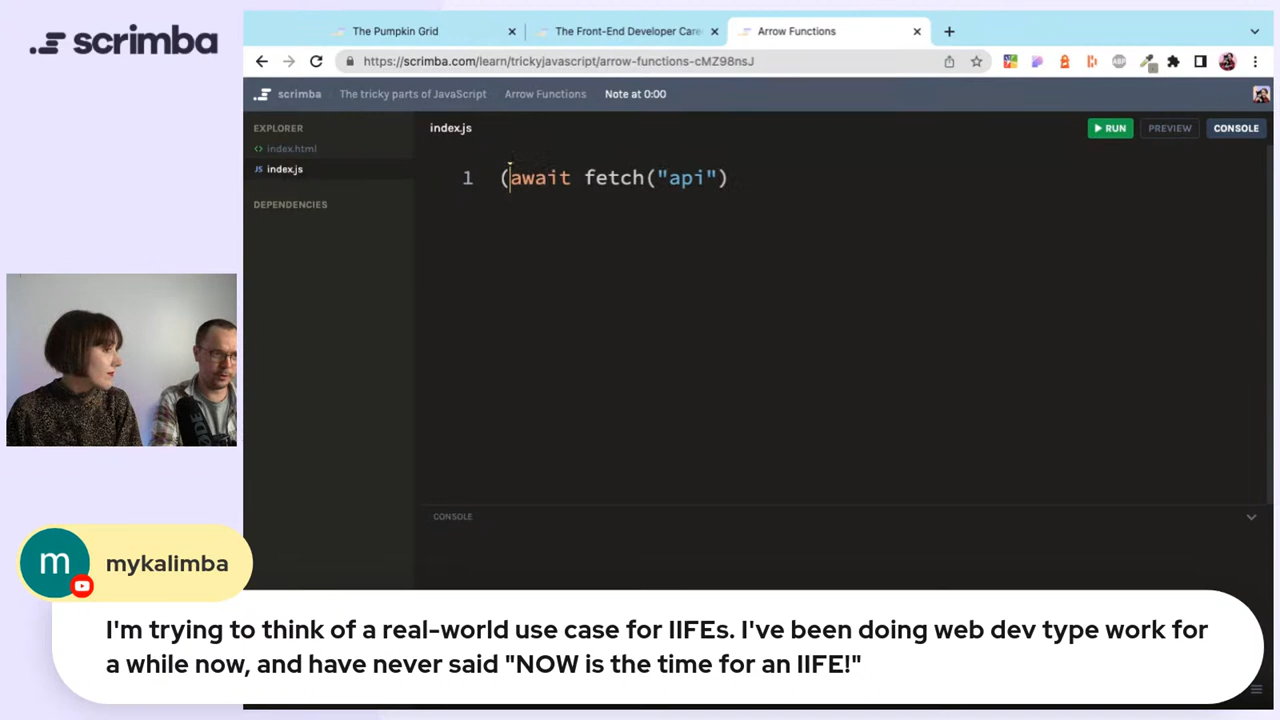 scrimba
The Pumpkin Grid
The Front-End Developer Care
Arrow Functions
https://scrimba.com/learn/trickyjavascript/arrow-functions-cMZ98nsJ
scrimba The tricky parts of JavaScript Arrow Functions Note at 0:00
EXPLORER
index.html
JS index.js
DEPENDENCIES
index.js
RUN PREVIEW CONSOLE
1 (await fetch("api")
CONSOLE
m mykalimba
I'm trying to think of a real-world use case for IIFEs. I've been doing web dev type work for
a while now, and have never said "NOW is the time for an IIFE!"